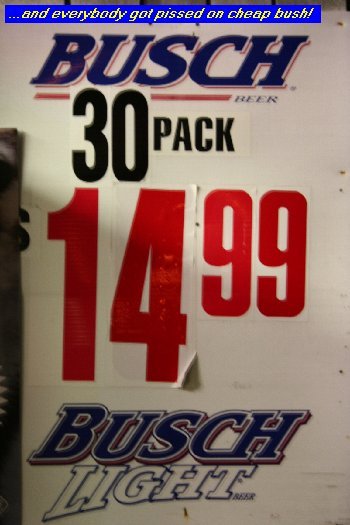 ...and everybody got pissed on cheap bush!
BUSCH
BEER
30 PACK
14 99
BUSCH
LIGHT
BEER